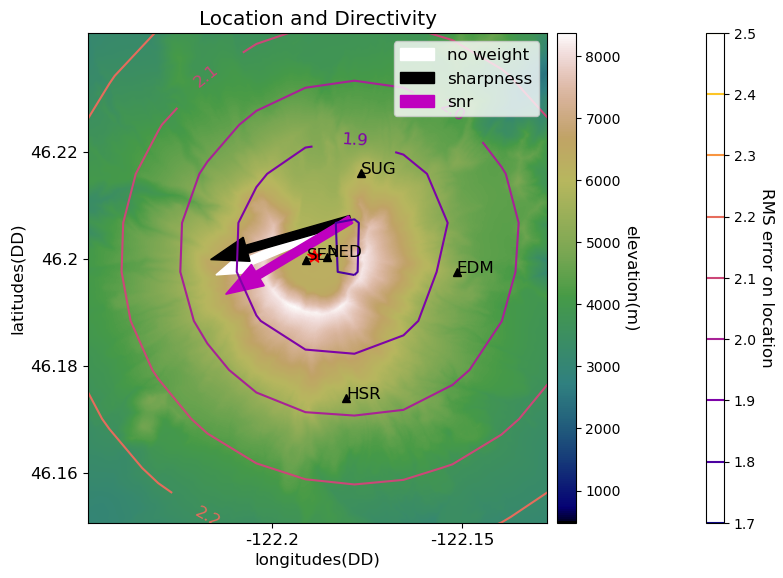 Location and Directivity
no weight
sharpness
snr
2.1
1.9
SUG
NED
EDM
HSR
2.2
46.22
46.2
46.18
46.16
latitudes(DD)
-122.2
-122.15
longitudes(DD)
8000
7000
6000
5000
4000
3000
2000
1000
elevation(m)
2.5
2.4
2.3
2.2
2.1
2.0
1.9
1.8
1.7
RMS error on location